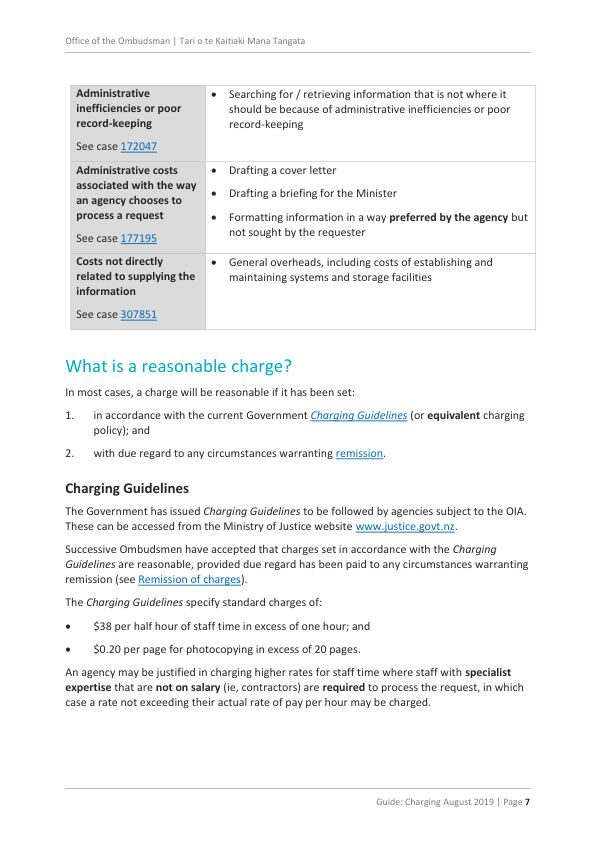 Office of the Ombudsman | Tari o te Kaitiaki Mana Tangata
Administrative
inefficiencies or poor
record-keeping
See case 172047
• Searching for / retrieving information that is not where it
should be because of administrative inefficiencies or poor
record-keeping
Administrative costs
associated with the way
an agency chooses to
process a request
See case 177195
• Drafting a cover letter
• Drafting a briefing for the Minister
• Formatting information in a way preferred by the agency but
not sought by the requester
Costs not directly
related to supplying the
information
See case 307851
• General overheads, including costs of establishing and
maintaining systems and storage facilities
What is a reasonable charge?
In most cases, a charge will be reasonable if it has been set:
1. in accordance with the current Government Charging Guidelines (or equivalent charging
policy); and
2. with due regard to any circumstances warranting remission.
Charging Guidelines
The Government has issued Charging Guidelines to be followed by agencies subject to the OIA.
These can be accessed from the Ministry of Justice website www.justice.govt.nz.
Successive Ombudsmen have accepted that charges set in accordance with the Charging
Guidelines are reasonable, provided due regard has been paid to any circumstances warranting
remission (see Remission of charges).
The Charging Guidelines specify standard charges of:
• $38 per half hour of staff time in excess of one hour; and
• $0.20 per page for photocopying in excess of 20 pages.
An agency may be justified in charging higher rates for staff time where staff with specialist
expertise that are not on salary (ie, contractors) are required to process the request, in which
case a rate not exceeding their actual rate of pay per hour may be charged.
Guide: Charging August 2019 | Page 7